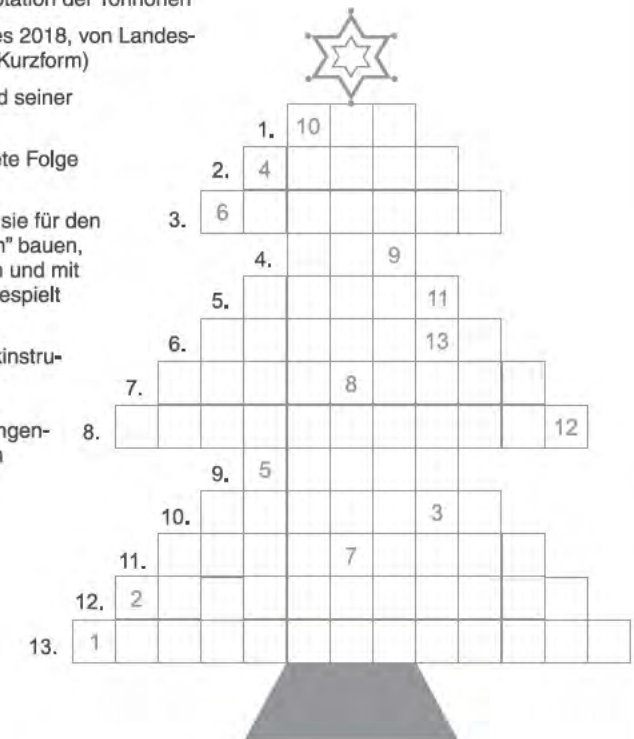 otation der Tonhöhen
es 2018, von Landes-
Kurzform)
d seiner
ete Folge
sie für den
n" bauen,
n und mit
espielt
kinstru-
ngen-
1. 10
2. 4
3. 6
4. 9
5. 11
6. 13
7. 8
8. 12
9. 5
10. 3
11. 7
12. 2
13. 1